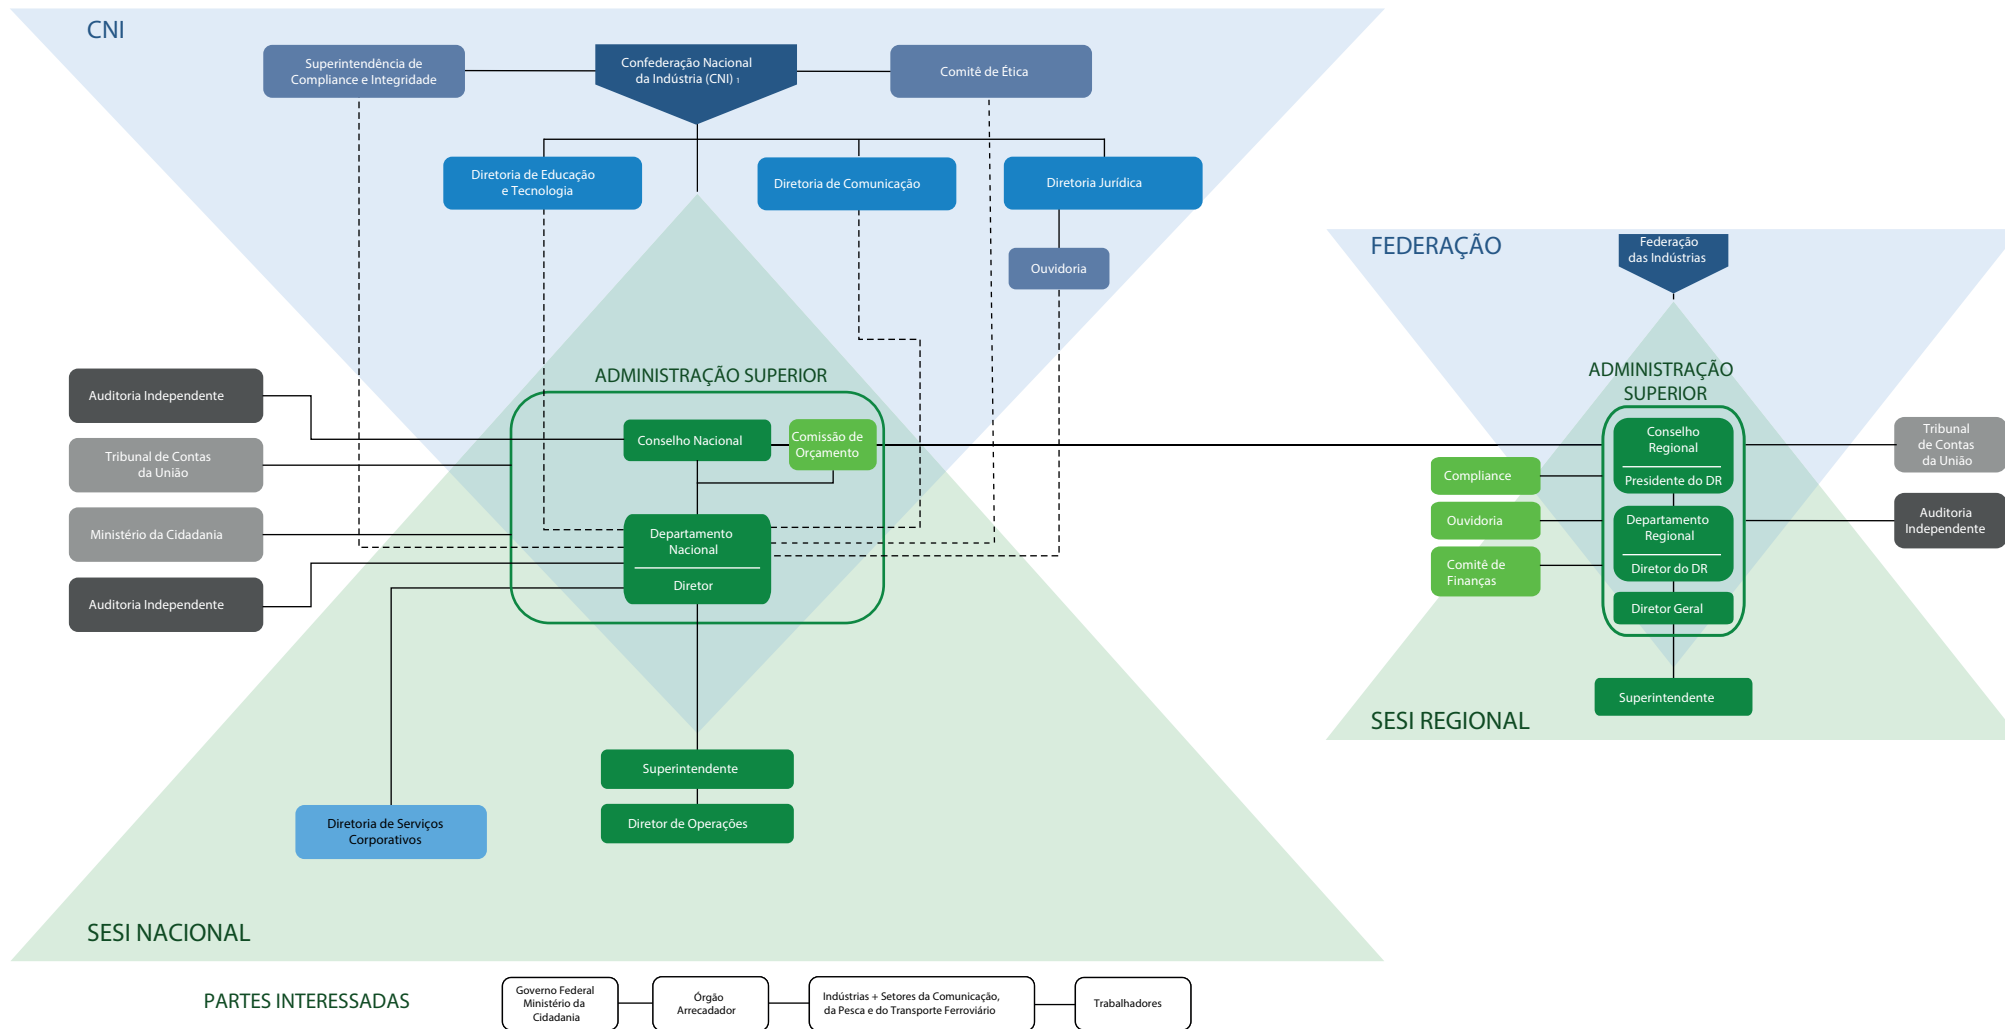 CNI
Superintendência de
Compliance e Integridade
Confederação Nacional
da Indústria (CNI) 1
Comitê de Ética
Diretoria de Educação
e Tecnologia
Diretoria de Comunicação
Diretoria Jurídica
Ouvidoria
ADMINISTRAÇÃO SUPERIOR
Auditoria Independente
Tribunal de Contas
da União
Ministério da Cidadania
Auditoria Independente
Conselho Nacional
Comissão de
Orçamento
Departamento
Nacional
Diretor
Superintendente
Diretor de Operações
Diretoria de Serviços
Corporativos
SESI NACIONAL
FEDERAÇÃO
Federação
das Indústrias
ADMINISTRAÇÃO
SUPERIOR
Conselho
Regional
Presidente do DR
Departamento
Regional
Diretor do DR
Diretor Geral
Compliance
Ouvidoria
Comitê de
Finanças
Tribunal
de Contas
da União
Auditoria
Independente
Superintendente
SESI REGIONAL
PARTES INTERESSADAS
Governo Federal
Ministério da
Cidadania
Órgão
Arrecadador
Indústrias + Setores da Comunicação,
da Pesca e do Transporte Ferroviário
Trabalhadores